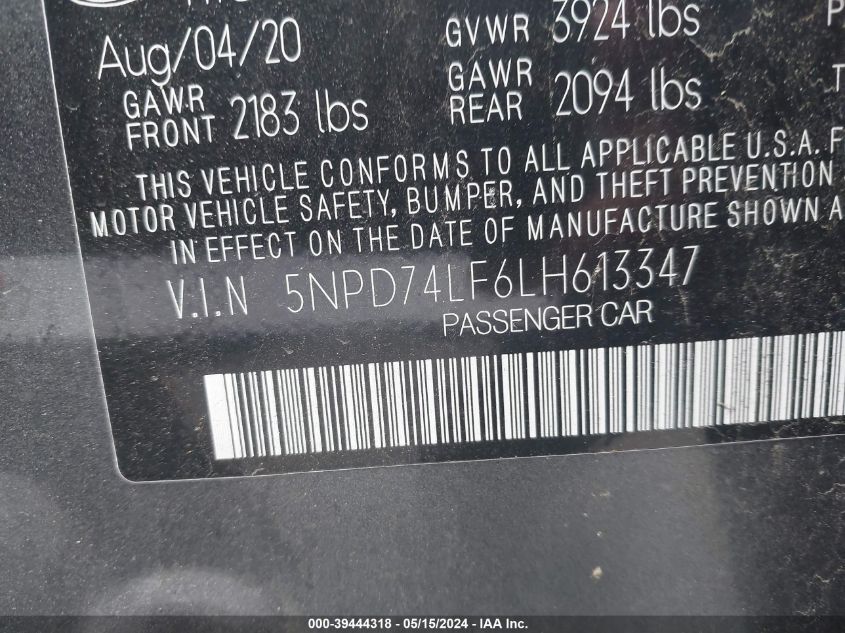 Aug/04/20
GVWR 3924 lbs
GAWR FRONT 2183 lbs
GAWR REAR 2094 lbs
THIS VEHICLE CONFORMS TO ALL APPLICABLE U.S.A. F
MOTOR VEHICLE SAFETY, BUMPER, AND THEFT PREVENTION
IN EFFECT ON THE DATE OF MANUFACTURE SHOWN A
V.I.N 5NPD74LF6LH613347
PASSENGER CAR
000-39444318 - 05/15/2024 - IAA Inc.